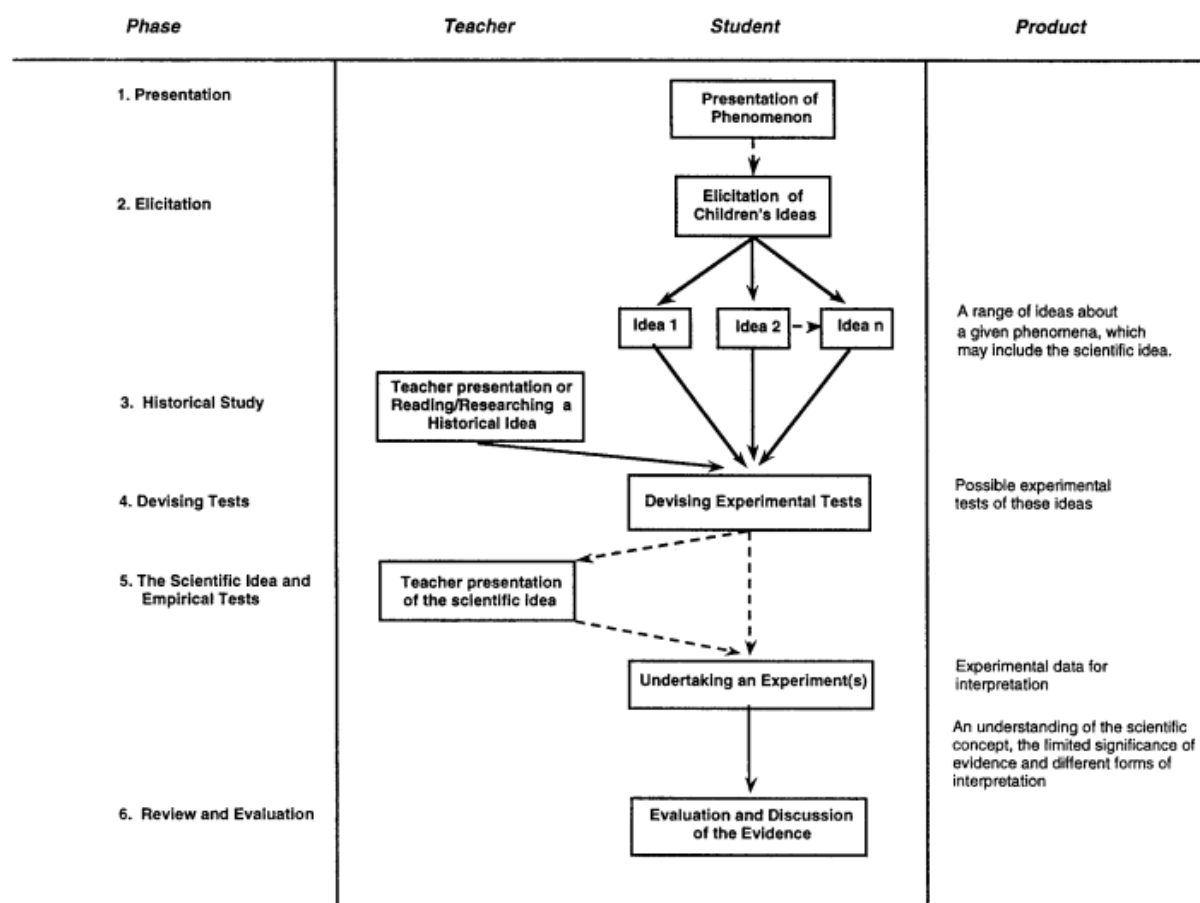 Phase
Teacher
Student
Product
1. Presentation
Presentation of
Phenomenon
2. Elicitation
Elicitation of
Children's Ideas
Idea 1
Idea 2
Idea n
A range of ideas about
a given phenomena, which
may include the scientific idea.
3. Historical Study
Teacher presentation or
Reading/Researching a
Historical Idea
4. Devising Tests
Devising Experimental Tests
Possible experimental
tests of these ideas
5. The Scientific Idea and
Empirical Tests
Teacher presentation
of the scientific idea
Undertaking an Experiment(s)
Experimental data for
interpretation
An understanding of the scientific
concept, the limited significance of
evidence and different forms of
interpretation
6. Review and Evaluation
Evaluation and Discussion
of the Evidence